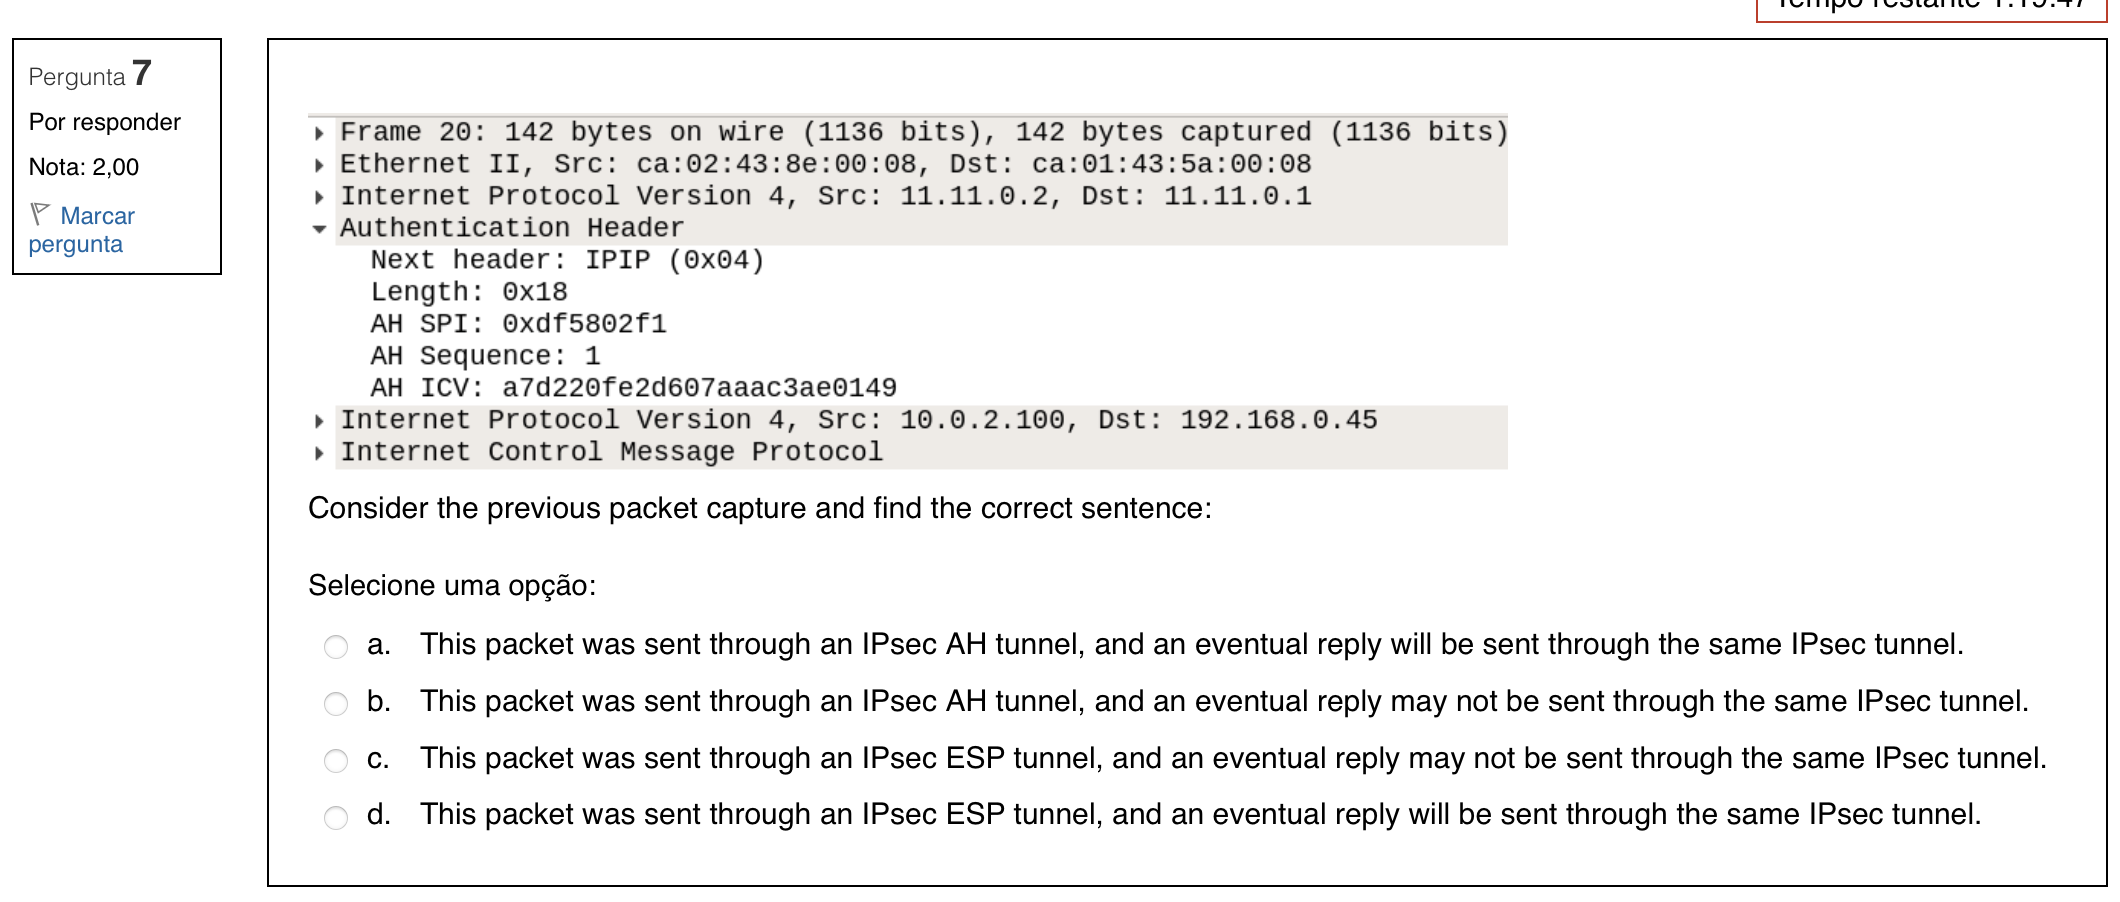 Tempo restante 1:19:47
Pergunta 7
Por responder
Nota: 2,00
Marcar
pergunta
Frame 20: 142 bytes on wire (1136 bits), 142 bytes captured (1136 bits)
Ethernet II, Src: ca:02:43:8e:00:08, Dst: ca:01:43:5a:00:08
Internet Protocol Version 4, Src: 11.11.0.2, Dst: 11.11.0.1
Authentication Header
Next header: IPIP (0x04)
Length: 0x18
AH SPI: 0xdf5802f1
AH Sequence: 1
AH ICV: a7d220fe2d607aaac3ae0149
Internet Protocol Version 4, Src: 10.0.2.100, Dst: 192.168.0.45
Internet Control Message Protocol
Consider the previous packet capture and find the correct sentence:
Selecione uma opção:
a. This packet was sent through an IPsec AH tunnel, and an eventual reply will be sent through the same IPsec tunnel.
b. This packet was sent through an IPsec AH tunnel, and an eventual reply may not be sent through the same IPsec tunnel.
c. This packet was sent through an IPsec ESP tunnel, and an eventual reply may not be sent through the same IPsec tunnel.
d. This packet was sent through an IPsec ESP tunnel, and an eventual reply will be sent through the same IPsec tunnel.